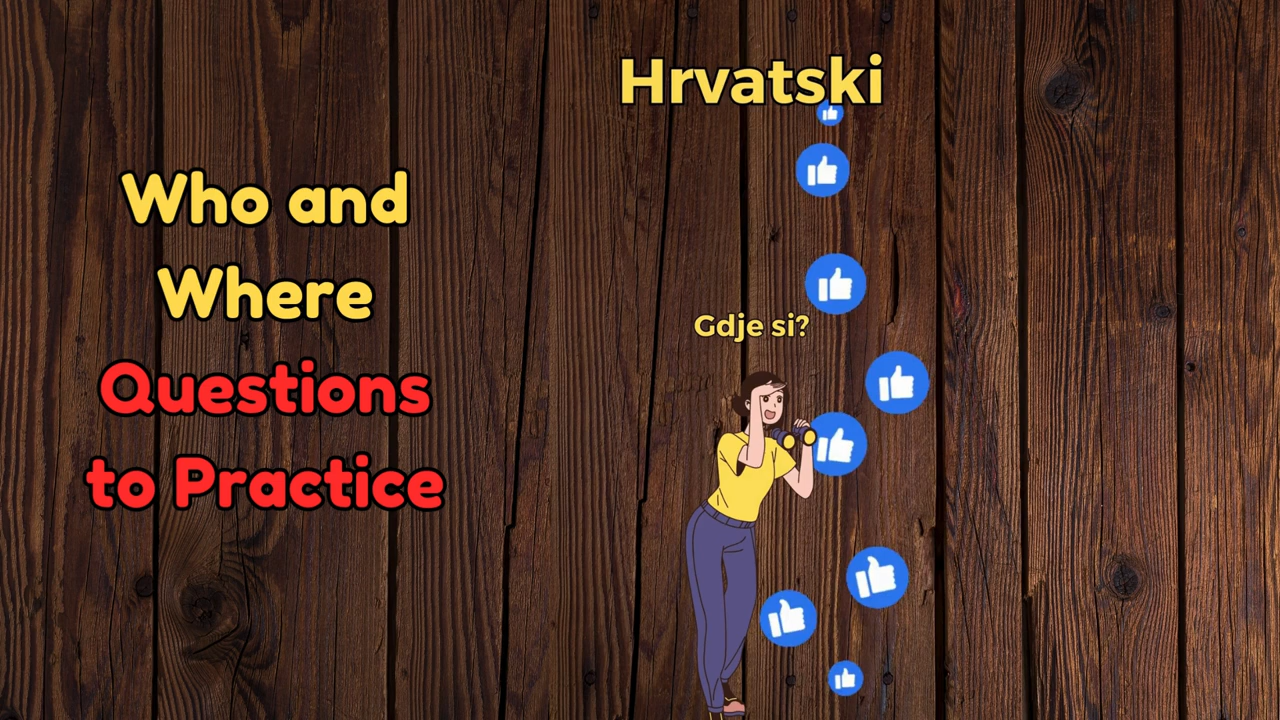 Who and
Where
Questions
to Practice
Hrvatski
Gdje si?